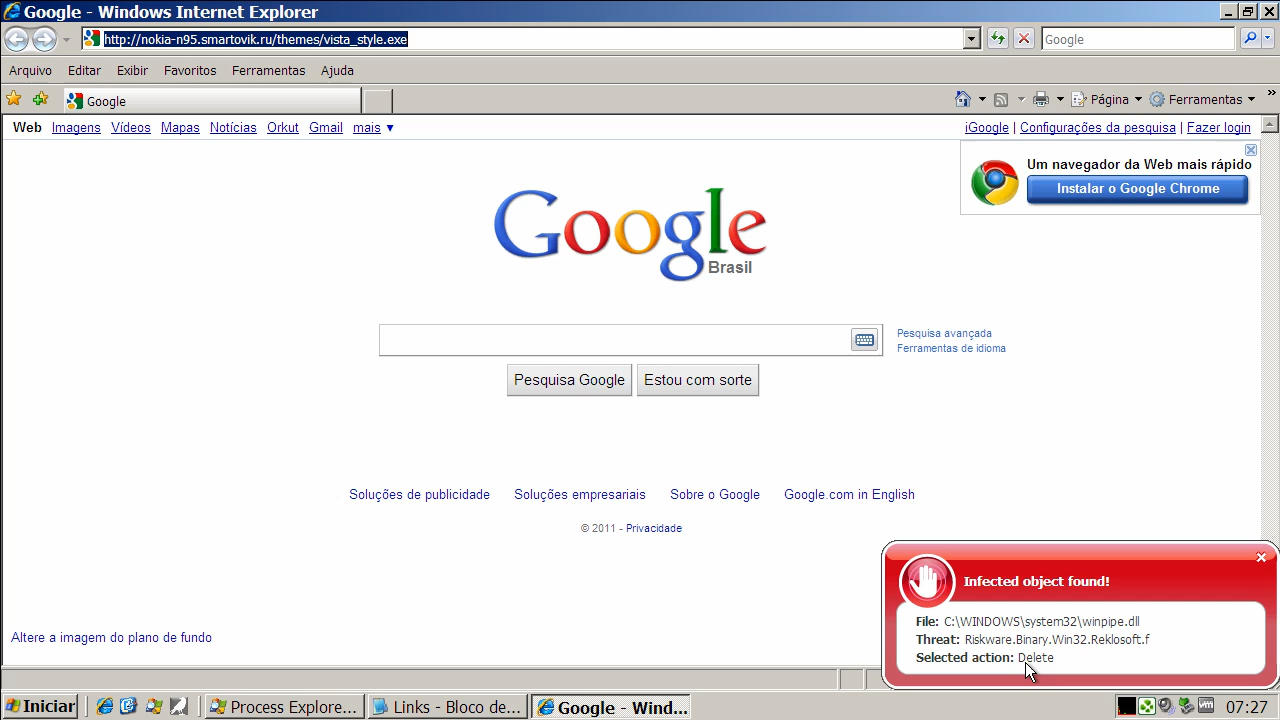 Google - Windows Internet Explorer
http://nokia-n95.smartovik.ru/themes/vista_style.exe
Google
Arquivo Editar Exibir Favoritos Ferramentas Ajuda
Google
Página
Ferramentas
Web Imagens Vídeos Mapas Notícias Orkut Gmail mais ▼
iGoogle | Configurações da pesquisa | Fazer login
Um navegador da Web mais rápido
Instalar o Google Chrome
Google
Brasil
Pesquisa avançada
Ferramentas de idioma
Pesquisa Google
Estou com sorte
Soluções de publicidade Soluções empresariais Sobre o Google Google.com in English
© 2011 - Privacidade
Altere a imagem do plano de fundo
Infected object found!
File: C:\WINDOWS\system32\winpipe.dll
Threat: Riskware.Binary.Win32.Reklosoft.f
Selected action: Delete
Iniciar
Process Explore...
Links - Bloco de...
Google - Wind...
07:27